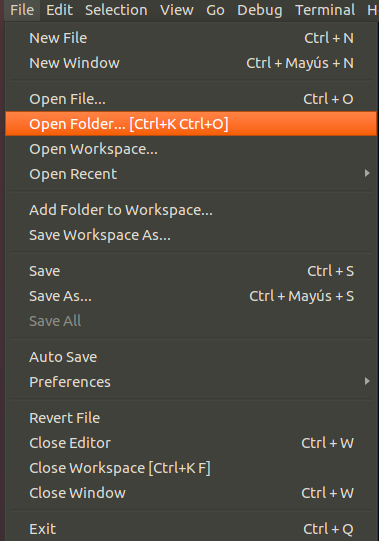 File Edit Selection View Go Debug Terminal
New File Ctrl + N
New Window Ctrl + Mayús + N
Open File... Ctrl + O
Open Folder... [Ctrl+K Ctrl+O]
Open Workspace...
Open Recent
Add Folder to Workspace...
Save Workspace As...
Save Ctrl + S
Save As... Ctrl + Mayús + S
Save All
Auto Save
Preferences
Revert File
Close Editor Ctrl + W
Close Workspace [Ctrl+K F]
Close Window Ctrl + W
Exit Ctrl + Q